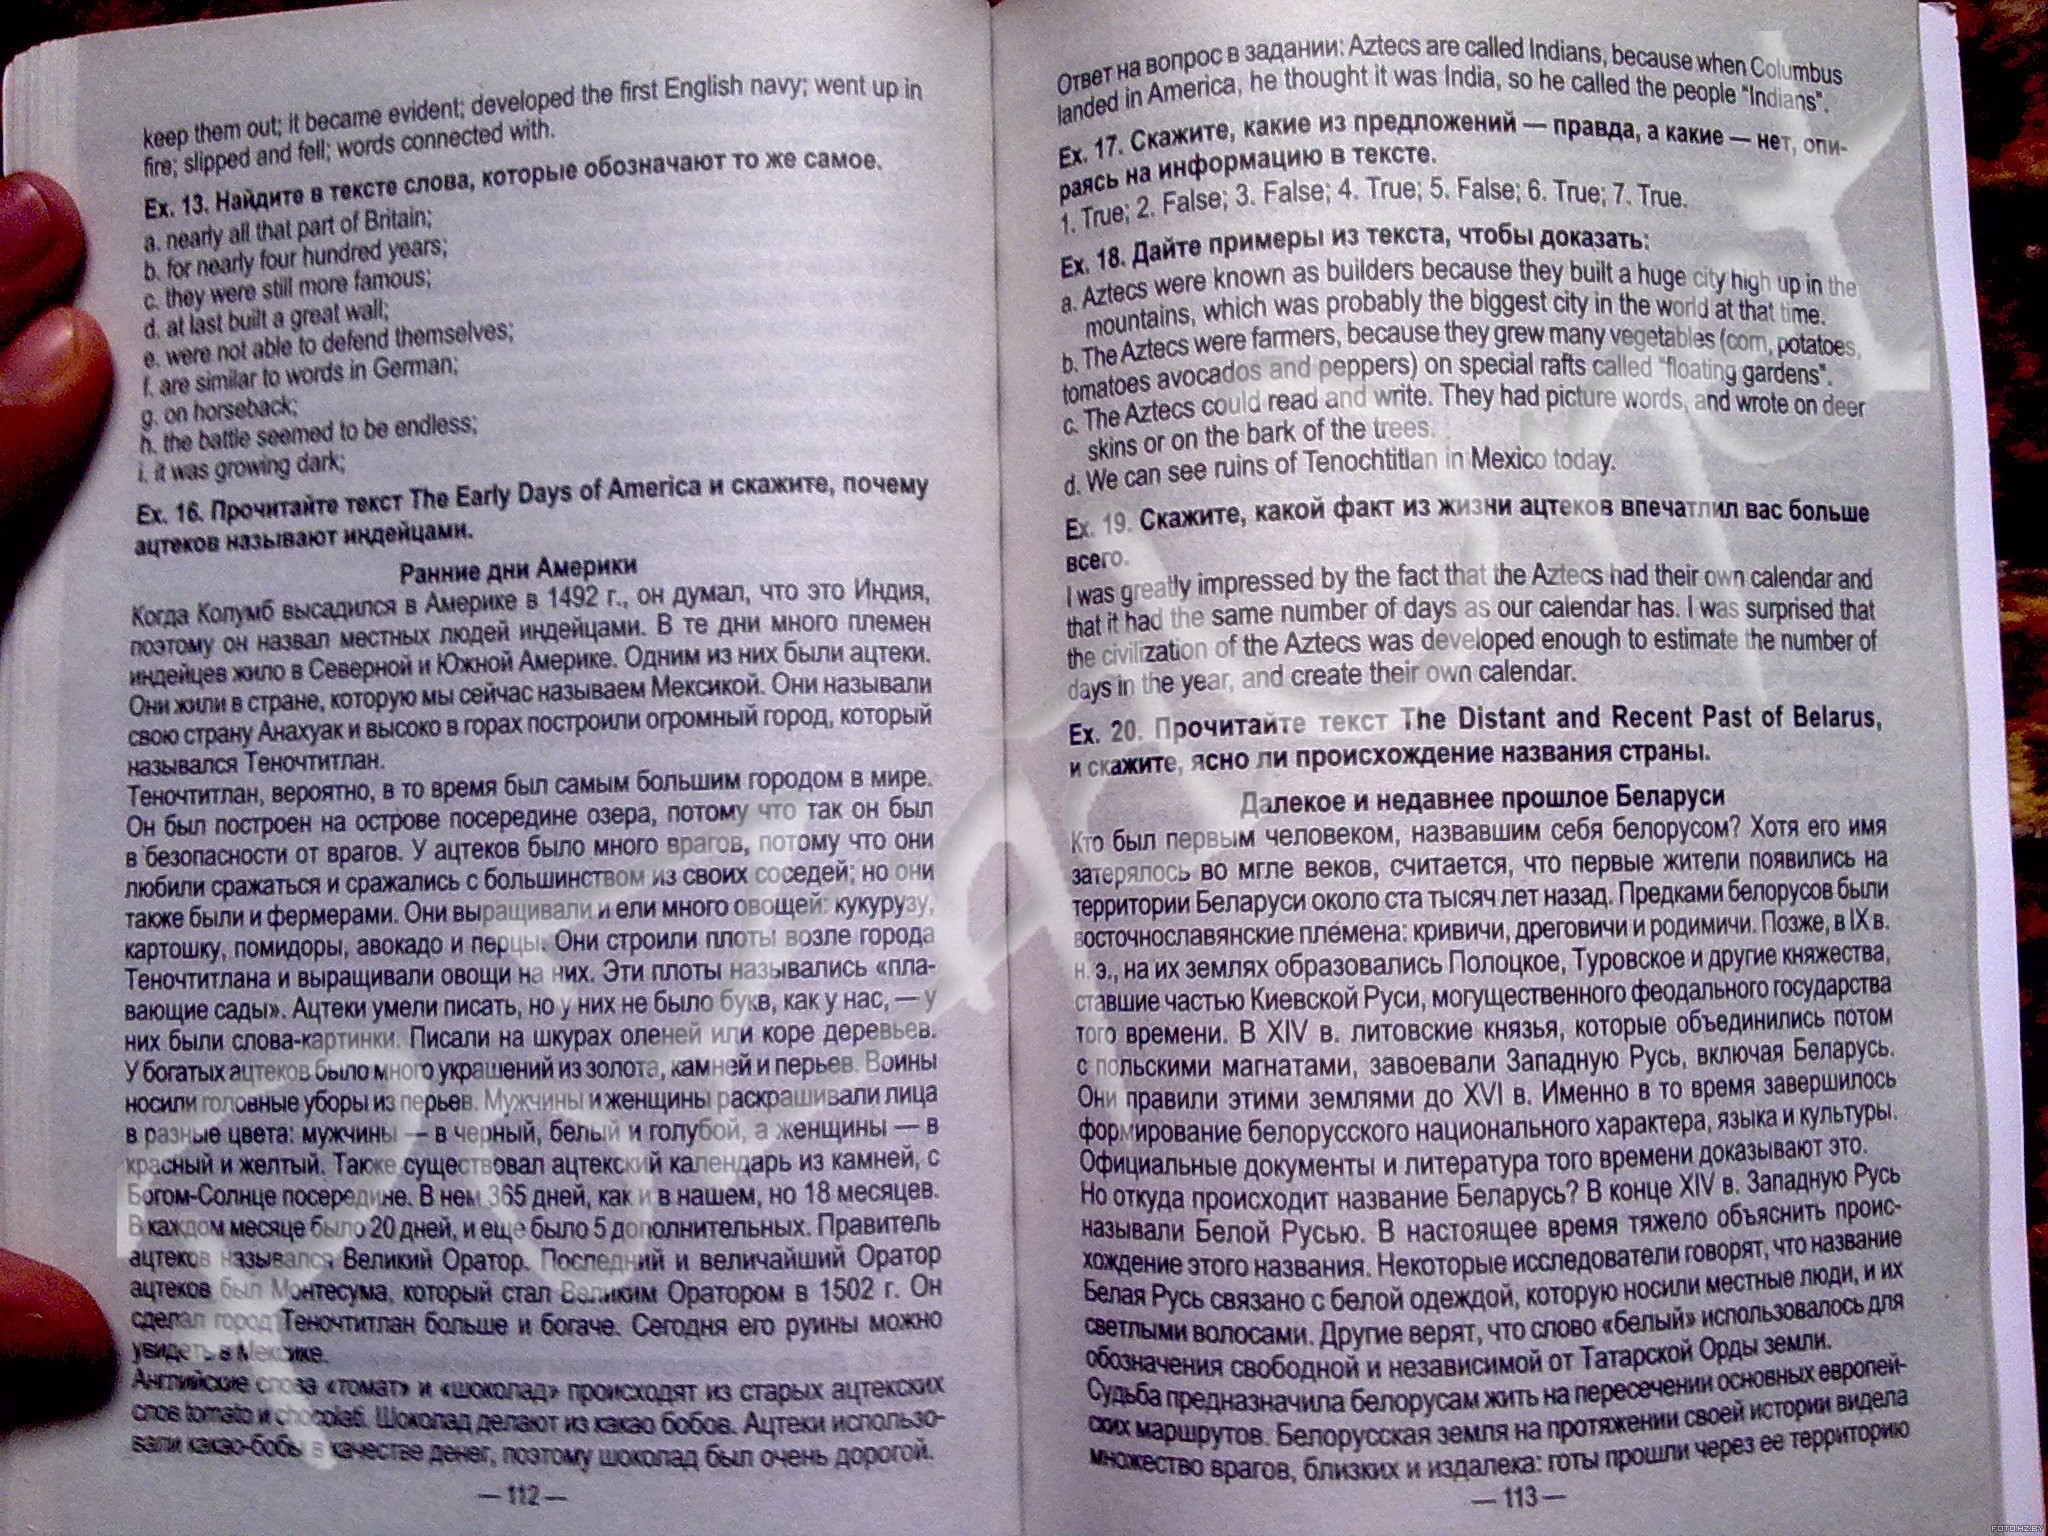 keep them out; it became evident; developed the first English navy; went up in
fire; slipped and fell; words connected with.
Ex. 13. Найдите в тексте слова, которые обозначают то же самое.
a. nearly all that part of Britain;
b. for nearly four hundred years;
c. they were still more famous;
d. at last built a great wall;
e. were not able to defend themselves;
f. are similar to words in German;
g. on horseback;
h. the battle seemed to be endless;
i. it was growing dark;
Ex. 16. Прочитайте текст The Early Days of America и скажите, почему
ацтеков называют индейцами.
Ранние дни Америки
Когда Колумб высадился в Америке в 1492 г., он думал, что это Индия,
поэтому он назвал местных людей индейцами. В те дни много племен
индейцев жило в Северной и Южной Америке. Одним из них были ацтеки.
Они жили в стране, которую мы сейчас называем Мексикой. Они называли
свою страну Анахуак и высоко в горах построили огромный город, который
назывался Теночтитлан.
Теночтитлан, вероятно, в то время был самым большим городом в мире.
Он был построен на острове посередине озера, потому что так он был
в безопасности от врагов. У ацтеков было много врагов, потому что они
любили сражаться и сражались с большинством из своих соседей; но они
также были и фермерами. Они выращивали и ели много овощей: кукурузу,
картошку, помидоры, авокадо и перцы. Они строили плоты возле города
Теночтитлана и выращивали овощи на них. Эти плоты назывались «пла-
вающие сады». Ацтеки умели писать, но у них не было букв, как у нас, — у
них были слова-картинки. Писали на шкурах оленей или коре деревьев.
У богатых ацтеков было много украшений из золота, камней и перьев. Воины
носили головные уборы из перьев. Мужчины и женщины раскрашивали лица
в разные цвета: мужчины — в черный, белый и голубой, а женщины — в
красный и желтый. Также существовал ацтекский календарь из камней, с
Богом-Солнце посередине. В нем 365 дней, как и в нашем, но 18 месяцев.
В каждом месяце было 20 дней, и еще было 5 дополнительных. Правитель
ацтеков назывался Великий Оратор. Последний и величайший Оратор
ацтеков был Монтесума, который стал Великим Оратором в 1502 г. Он
сделал город Теночтитлан больше и богаче. Сегодня его руины можно
увидеть в Мексике.
Английские слова «томат» и «шоколад» происходят из старых ацтекских
слов tomato и chocolatl. Шоколад делают из какао бобов. Ацтеки использо-
вали какао-бобы в качестве денег, поэтому шоколад был очень дорогой.
— 112 —
Ответ на вопрос в задании: Aztecs are called Indians, because when Columbus
landed in America, he thought it was India, so he called the people "Indians".
Ex. 17. Скажите, какие из предложений — правда, а какие — нет, опи-
раясь на информацию в тексте.
1. True; 2. False; 3. False; 4. True; 5. False; 6. True; 7. True.
Ex. 18. Дайте примеры из текста, чтобы доказать:
a. Aztecs were known as builders because they built a huge city high up in the
mountains, which was probably the biggest city in the world at that time.
b. The Aztecs were farmers, because they grew many vegetables (corn, potatoes,
tomatoes avocados and peppers) on special rafts called "floating gardens".
c. The Aztecs could read and write. They had picture words, and wrote on deer
skins or on the bark of the trees.
d. We can see ruins of Tenochtitlan in Mexico today.
Ex. 19. Скажите, какой факт из жизни ацтеков впечатлил вас больше
всего.
I was greatly impressed by the fact that the Aztecs had their own calendar and
that it had the same number of days as our calendar has. I was surprised that
the civilization of the Aztecs was developed enough to estimate the number of
days in the year, and create their own calendar.
Ex. 20. Прочитайте текст The Distant and Recent Past of Belarus,
и скажите, ясно ли происхождение названия страны.
Далекое и недавнее прошлое Беларуси
Кто был первым человеком, назвавшим себя белорусом? Хотя его имя
затерялось во мгле веков, считается, что первые жители появились на
территории Беларуси около ста тысяч лет назад. Предками белорусов были
восточнославянские племена: кривичи, дреговичи и родимичи. Позже, в IX в.
н. э., на их землях образовались Полоцкое, Туровское и другие княжества,
ставшие частью Киевской Руси, могущественного феодального государства
того времени. В XIV в. литовские князья, которые объединились потом
с польскими магнатами, завоевали Западную Русь, включая Беларусь.
Они правили этими землями до XVI в. Именно в то время завершилось
формирование белорусского национального характера, языка и культуры.
Официальные документы и литература того времени доказывают это.
Но откуда происходит название Беларусь? В конце XIV в. Западную Русь
называли Белой Русью. В настоящее время тяжело объяснить проис-
хождение этого названия. Некоторые исследователи говорят, что название
Белая Русь связано с белой одеждой, которую носили местные люди, и их
светлыми волосами. Другие верят, что слово «белый» использовалось для
обозначения свободной и независимой от Татарской Орды земли.
Судьба предназначила белорусам жить на пересечении основных европей-
ских маршрутов. Белорусская земля на протяжении своей истории видела
множество врагов, близких и издалека: готы прошли через ее территорию
— 113 —
FOTO.HZ.BY